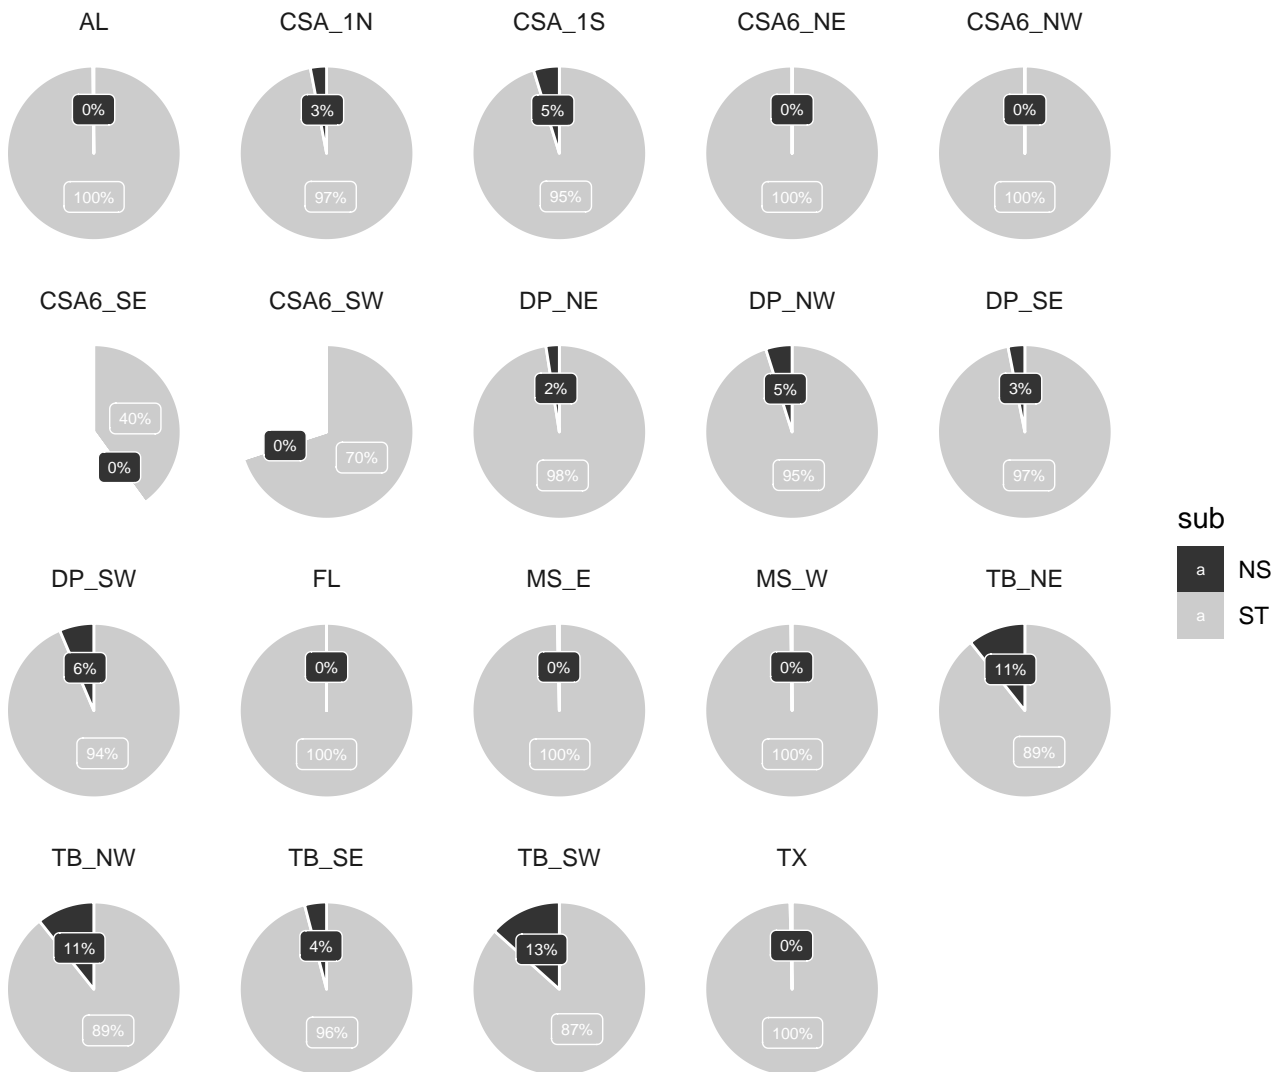 AL CSA_1N CSA_1S CSA6_NE CSA6_NW
0% 3% 5% 0% 0%
100% 97% 95% 100% 100%
CSA6_SE CSA6_SW DP_NE DP_NW DP_SE
2% 5% 3%
40%
0% 70%
0% 98% 95% 97%
sub
a NS
a ST
DP_SW FL MS_E MS_W TB_NE
6% 0% 0% 0% 11%
94% 100% 100% 100% 89%
TB_NW TB_SE TB_SW TX
11% 4% 13% 0%
89% 96% 87% 100%